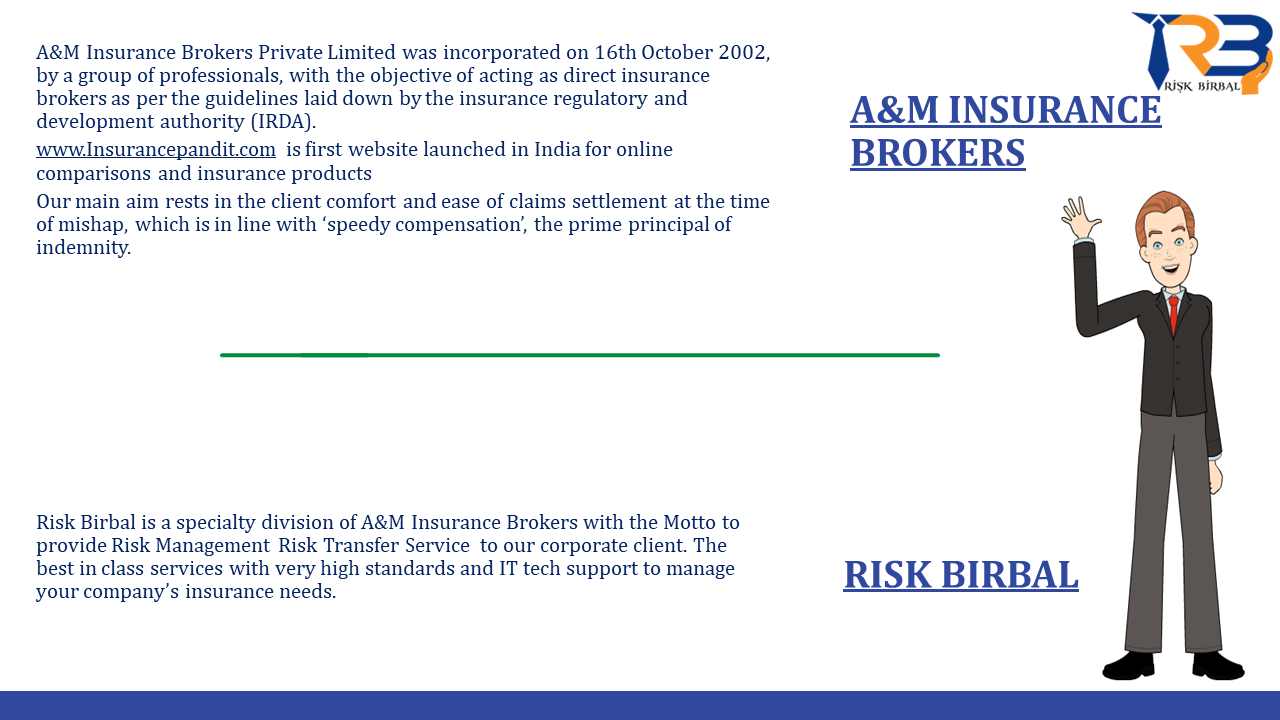 A&M Insurance Brokers Private Limited was incorporated on 16th October 2002,
by a group of professionals, with the objective of acting as direct insurance
brokers as per the guidelines laid down by the insurance regulatory and
development authority (IRDA).
www.Insurancepandit.com is first website launched in India for online
comparisons and insurance products
Our main aim rests in the client comfort and ease of claims settlement at the time
of mishap, which is in line with ‘speedy compensation’, the prime principal of
indemnity.
RB
RISK BIRBAL
A&M INSURANCE
BROKERS
Risk Birbal is a specialty division of A&M Insurance Brokers with the Motto to
provide Risk Management Risk Transfer Service to our corporate client. The
best in class services with very high standards and IT tech support to manage
your company’s insurance needs.
RISK BIRBAL